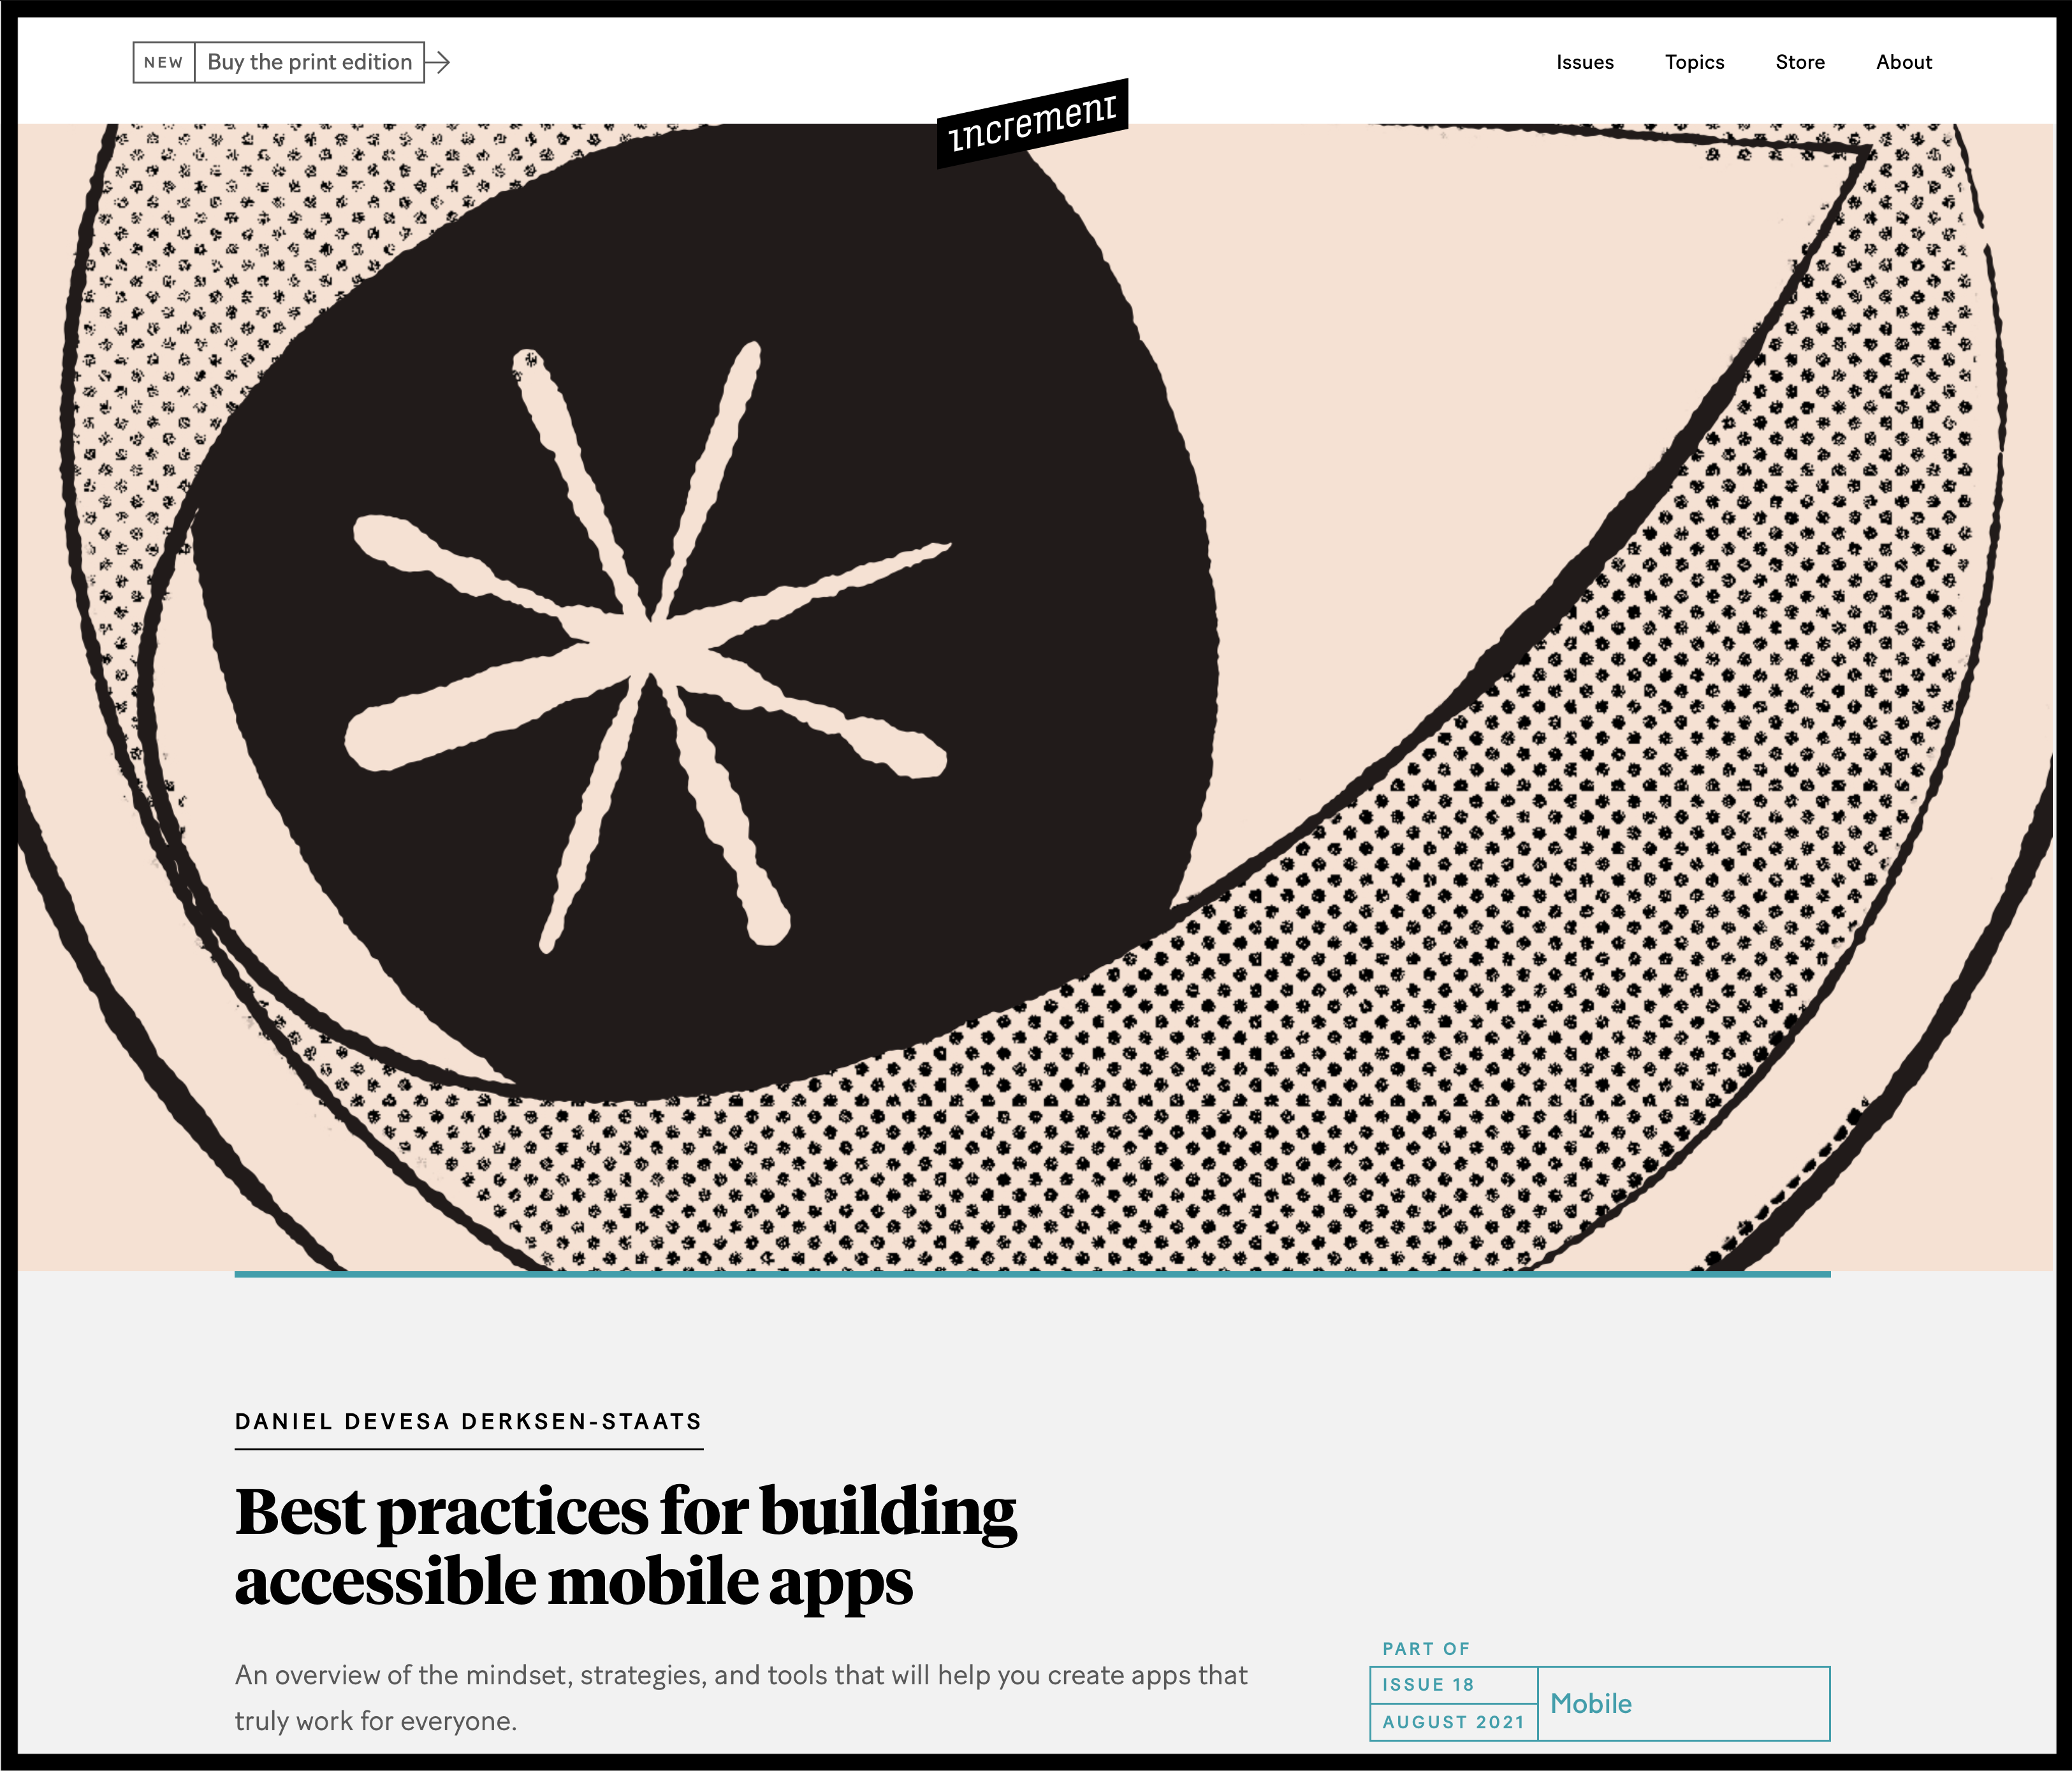 NEW Buy the print edition
Issues Topics Store About
increment
DANIEL DEVESA DERKSEN-STAATS
Best practices for building
accessible mobile apps
An overview of the mindset, strategies, and tools that will help you create apps that
truly work for everyone.
PART OF
ISSUE 18
AUGUST 2021
Mobile